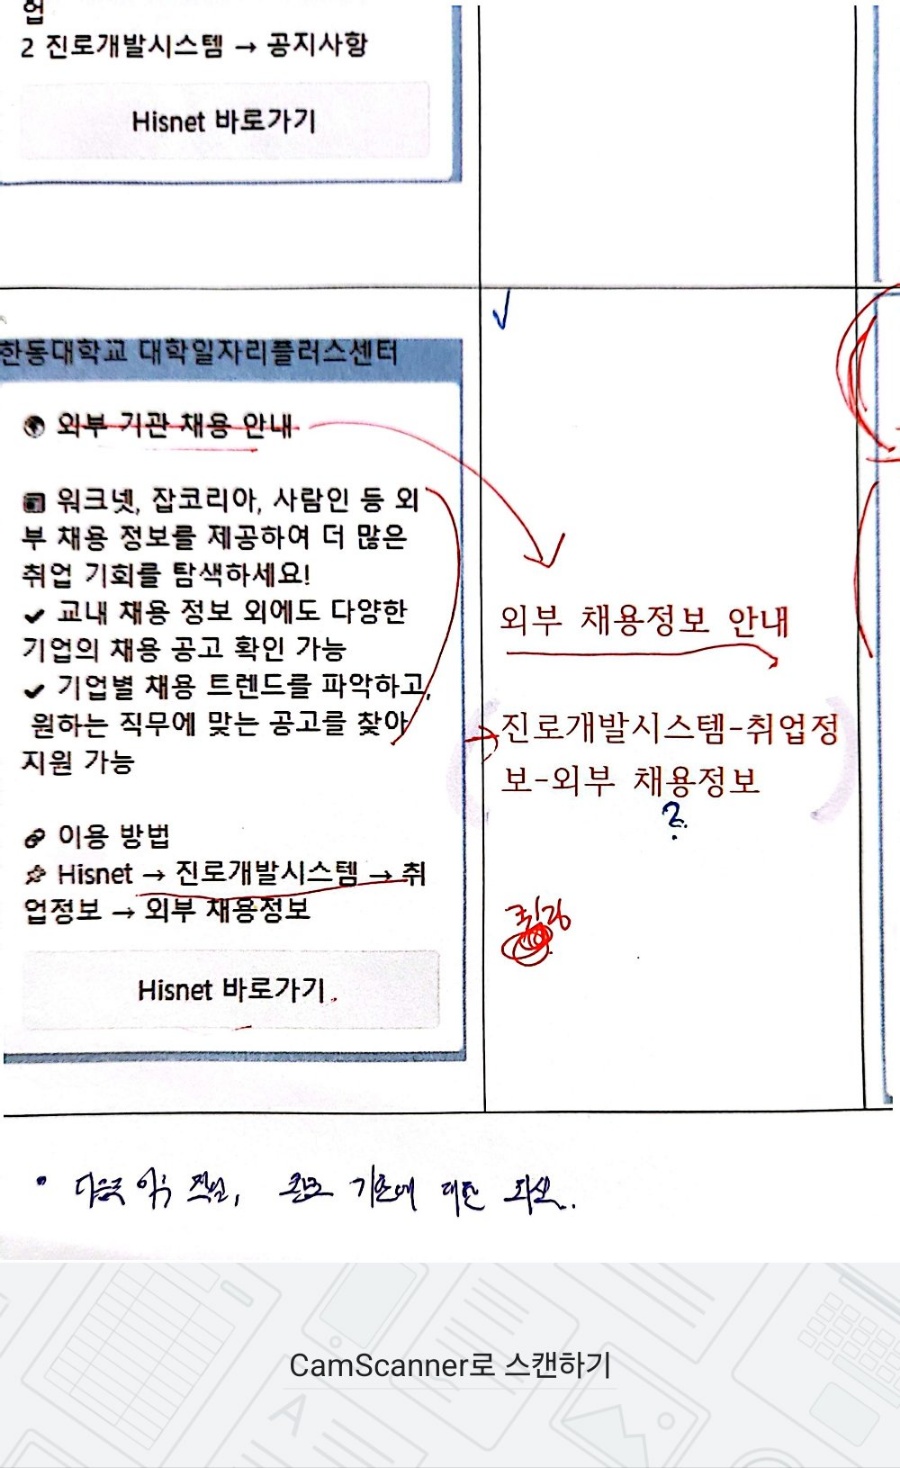 업
2 진로개발시스템 → 공지사항
Hisnet 바로가기
한동대학교 대학일자리플러스센터
외부 기관 채용 안내
워크넷, 잡코리아, 사람인 등 외
부 채용 정보를 제공하여 더 많은
취업 기회를 탐색하세요!
✔ 교내 채용 정보 외에도 다양한
기업의 채용 공고 확인 가능
✔ 기업별 채용 트렌드를 파악하고,
원하는 직무에 맞는 공고를 찾아
지원 가능
이용 방법
Hisnet → 진로개발시스템 → 취
업정보 → 외부 채용정보
Hisnet 바로가기
외부 채용정보 안내
진로개발시스템-취업정
보-외부 채용정보
?
CamScanner로 스캔하기